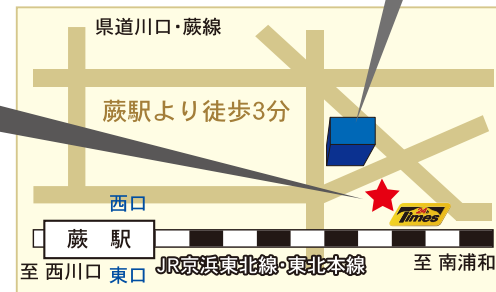 県道川口・蕨線
蕨駅より徒歩3分
西口
24h
Times
蕨 駅
至 西川口
東口
JR京浜東北線・東北本線
至 南浦和